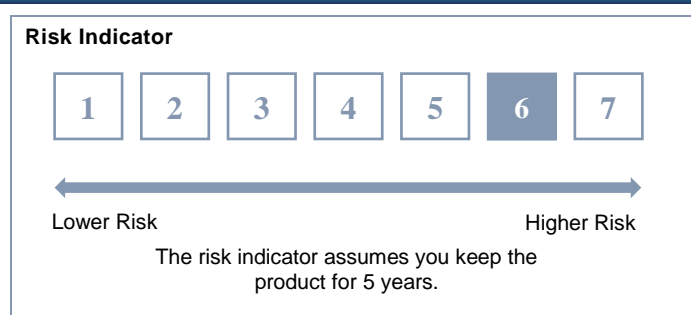 Risk Indicator
1 2 3 4 5 6 7
Lower Risk Higher Risk
The risk indicator assumes you keep the
product for 5 years.